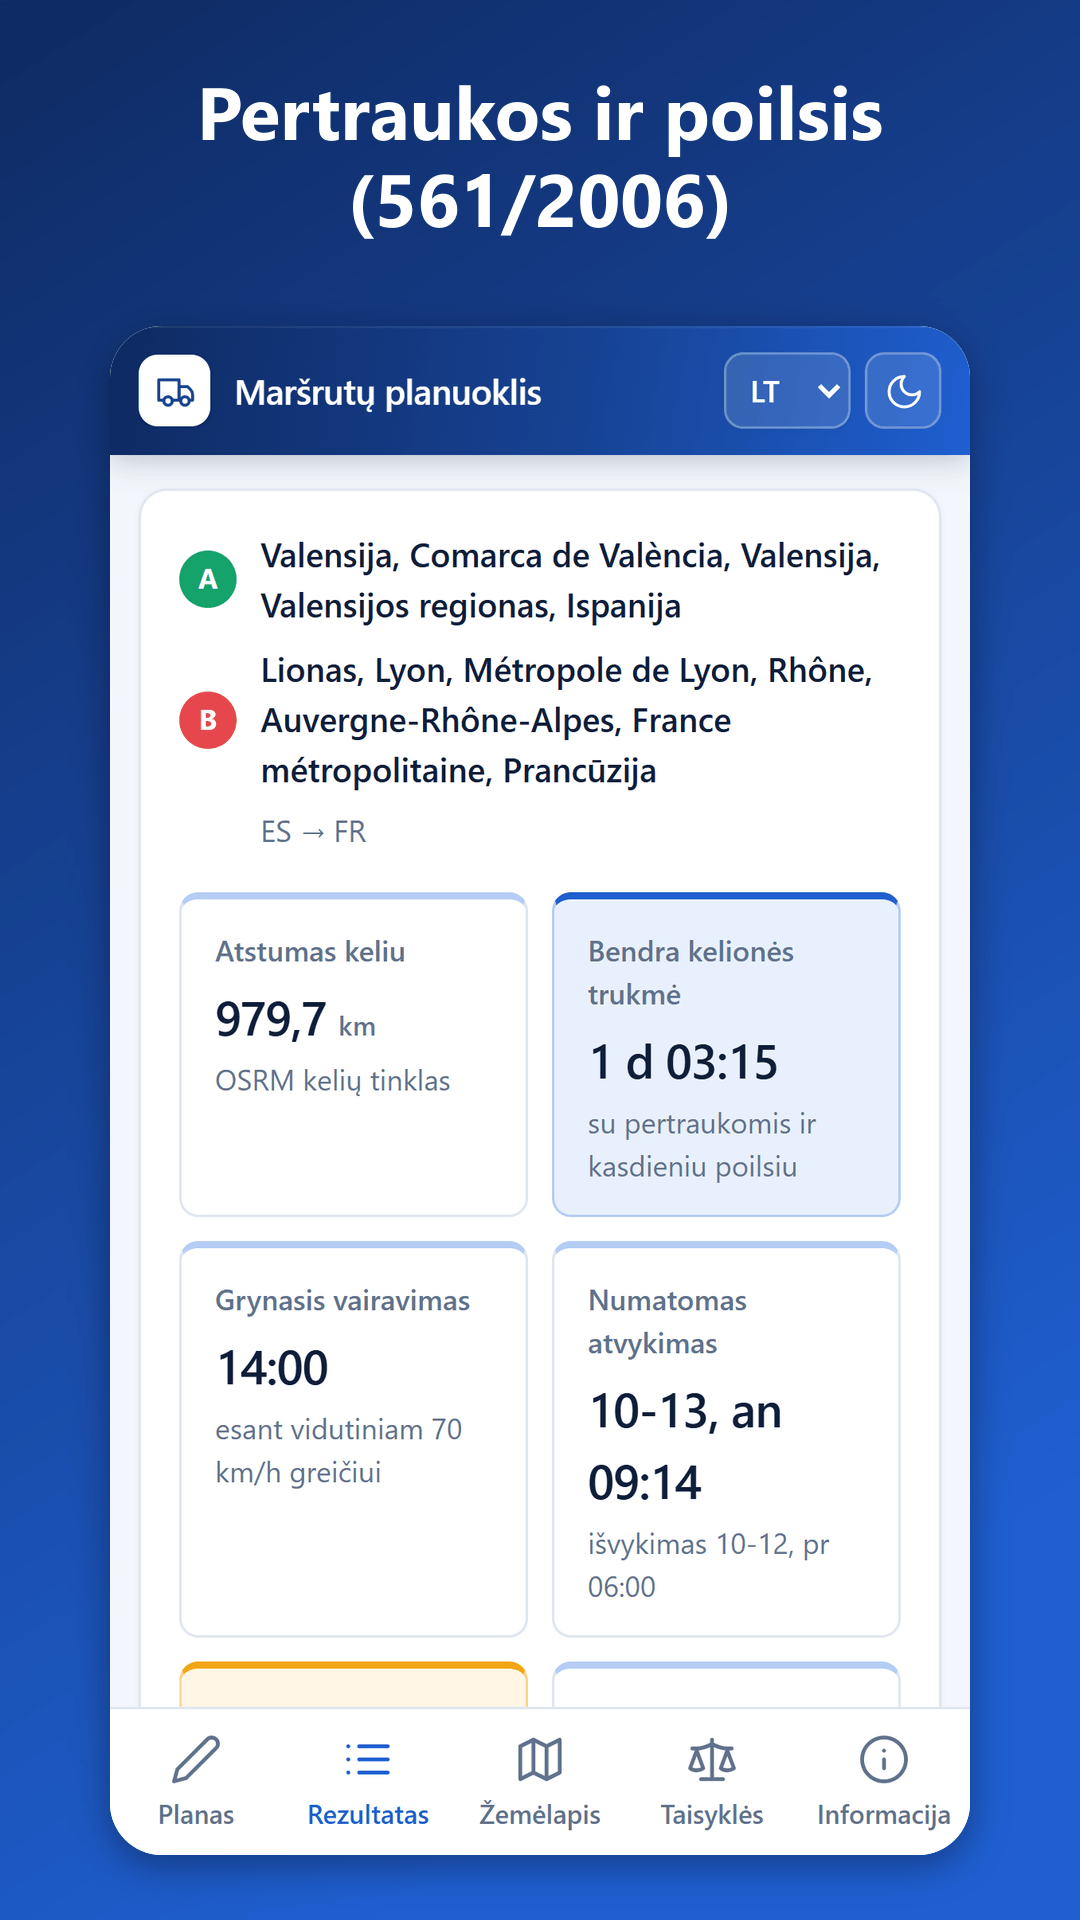 Pertraukos ir poilsis
(561/2006)
Maršrutų planuoklis
LT
A
Valensija, Comarca de València, Valensija,
Valensijos regionas, Ispanija
B
Lionas, Lyon, Métropole de Lyon, Rhône,
Auvergne-Rhône-Alpes, France
métropolitaine, Prancūzija
ES → FR
Atstumas keliu
979,7 km
OSRM kelių tinklas
Bendra kelionės
trukmė
1 d 03:15
su pertraukomis ir
kasdieniu poilsiu
Grynasis vairavimas
14:00
esant vidutiniam 70
km/h greičiui
Numatomas
atvykimas
10-13, an
09:14
išvykimas 10-12, pr
06:00
Planas
Rezultatas
Žemėlapis
Taisyklės
Informacija